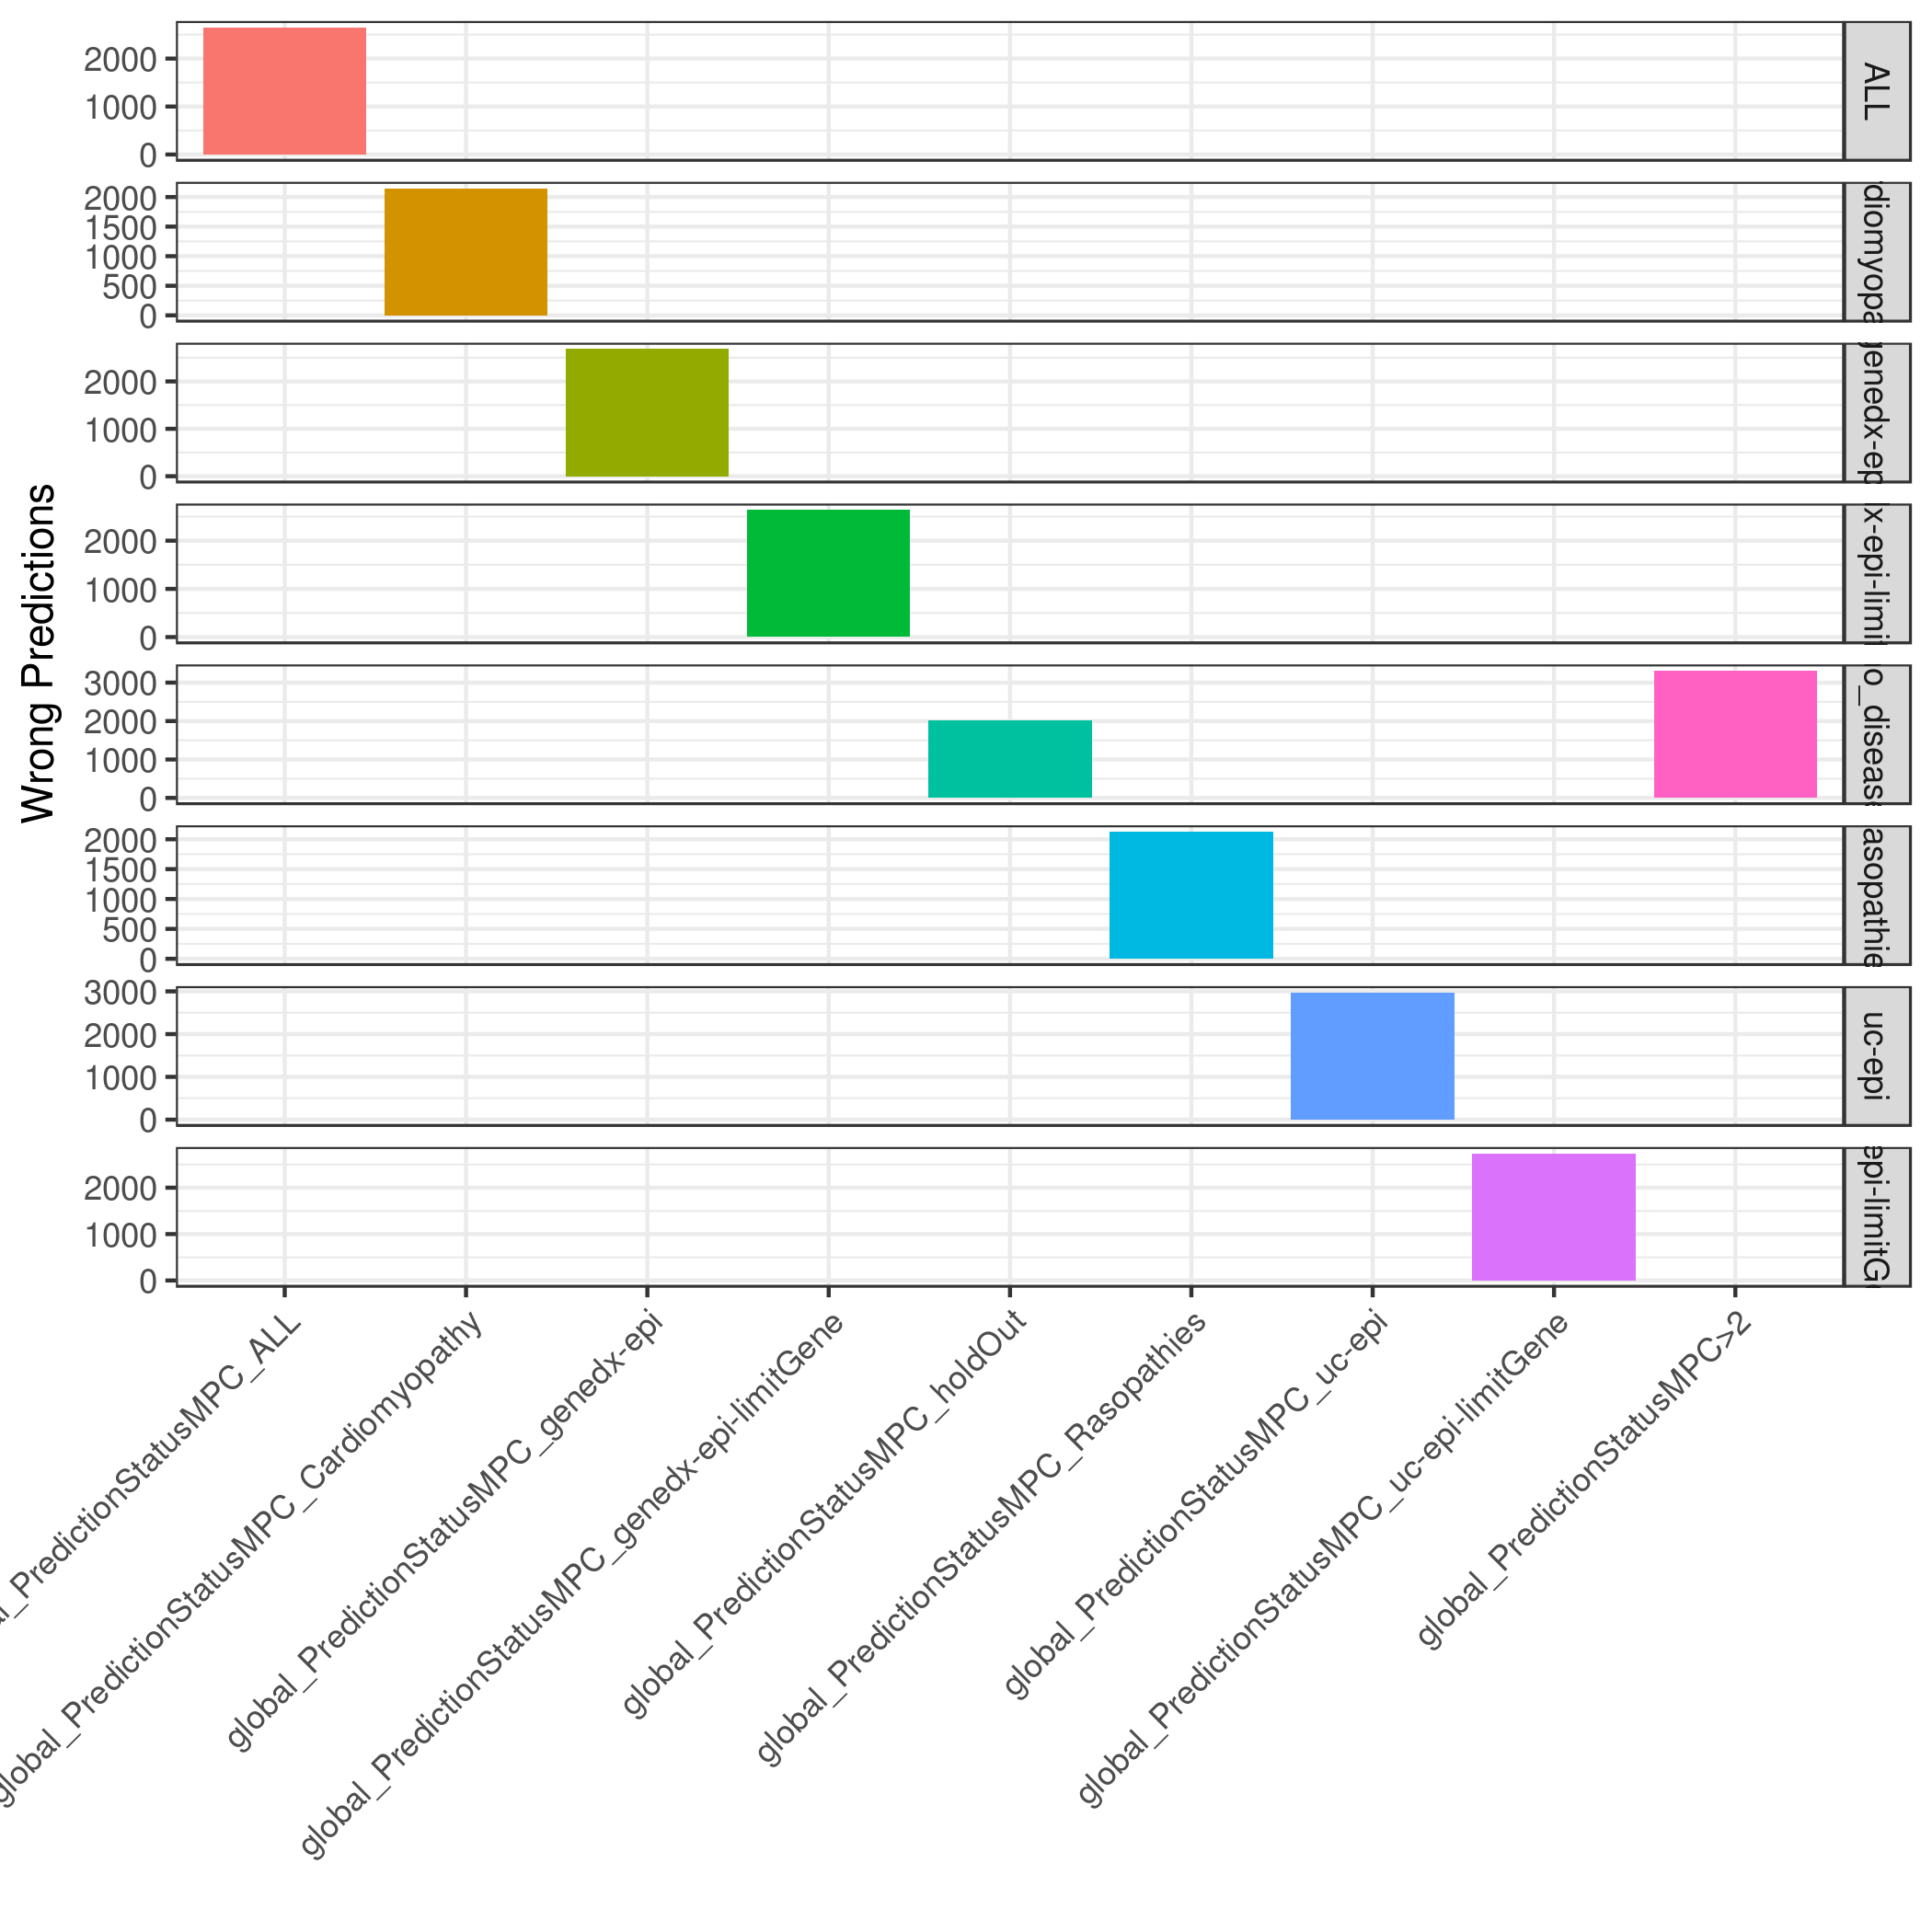 Wrong Predictions
2000
1000
0
ALL
2000
1500
1000
500
0
diomyopa
2000
1000
0
genedx-ep
2000
1000
0
x-epi-limi
3000
2000
1000
0
o_diseas
2000
1500
1000
500
0
asopathie
3000
2000
1000
0
uc-epi
2000
1000
0
epi-limitG
l_PredictionStatusMPC_ALL
global_PredictionStatusMPC_Cardiomyopathy
global_PredictionStatusMPC_genedx-epi
global_PredictionStatusMPC_genedx-epi-limitGene
global_PredictionStatusMPC_holdOut
global_PredictionStatusMPC_Rasopathies
global_PredictionStatusMPC_uc-epi
global_PredictionStatusMPC_uc-epi-limitGene
global_PredictionStatusMPC>2